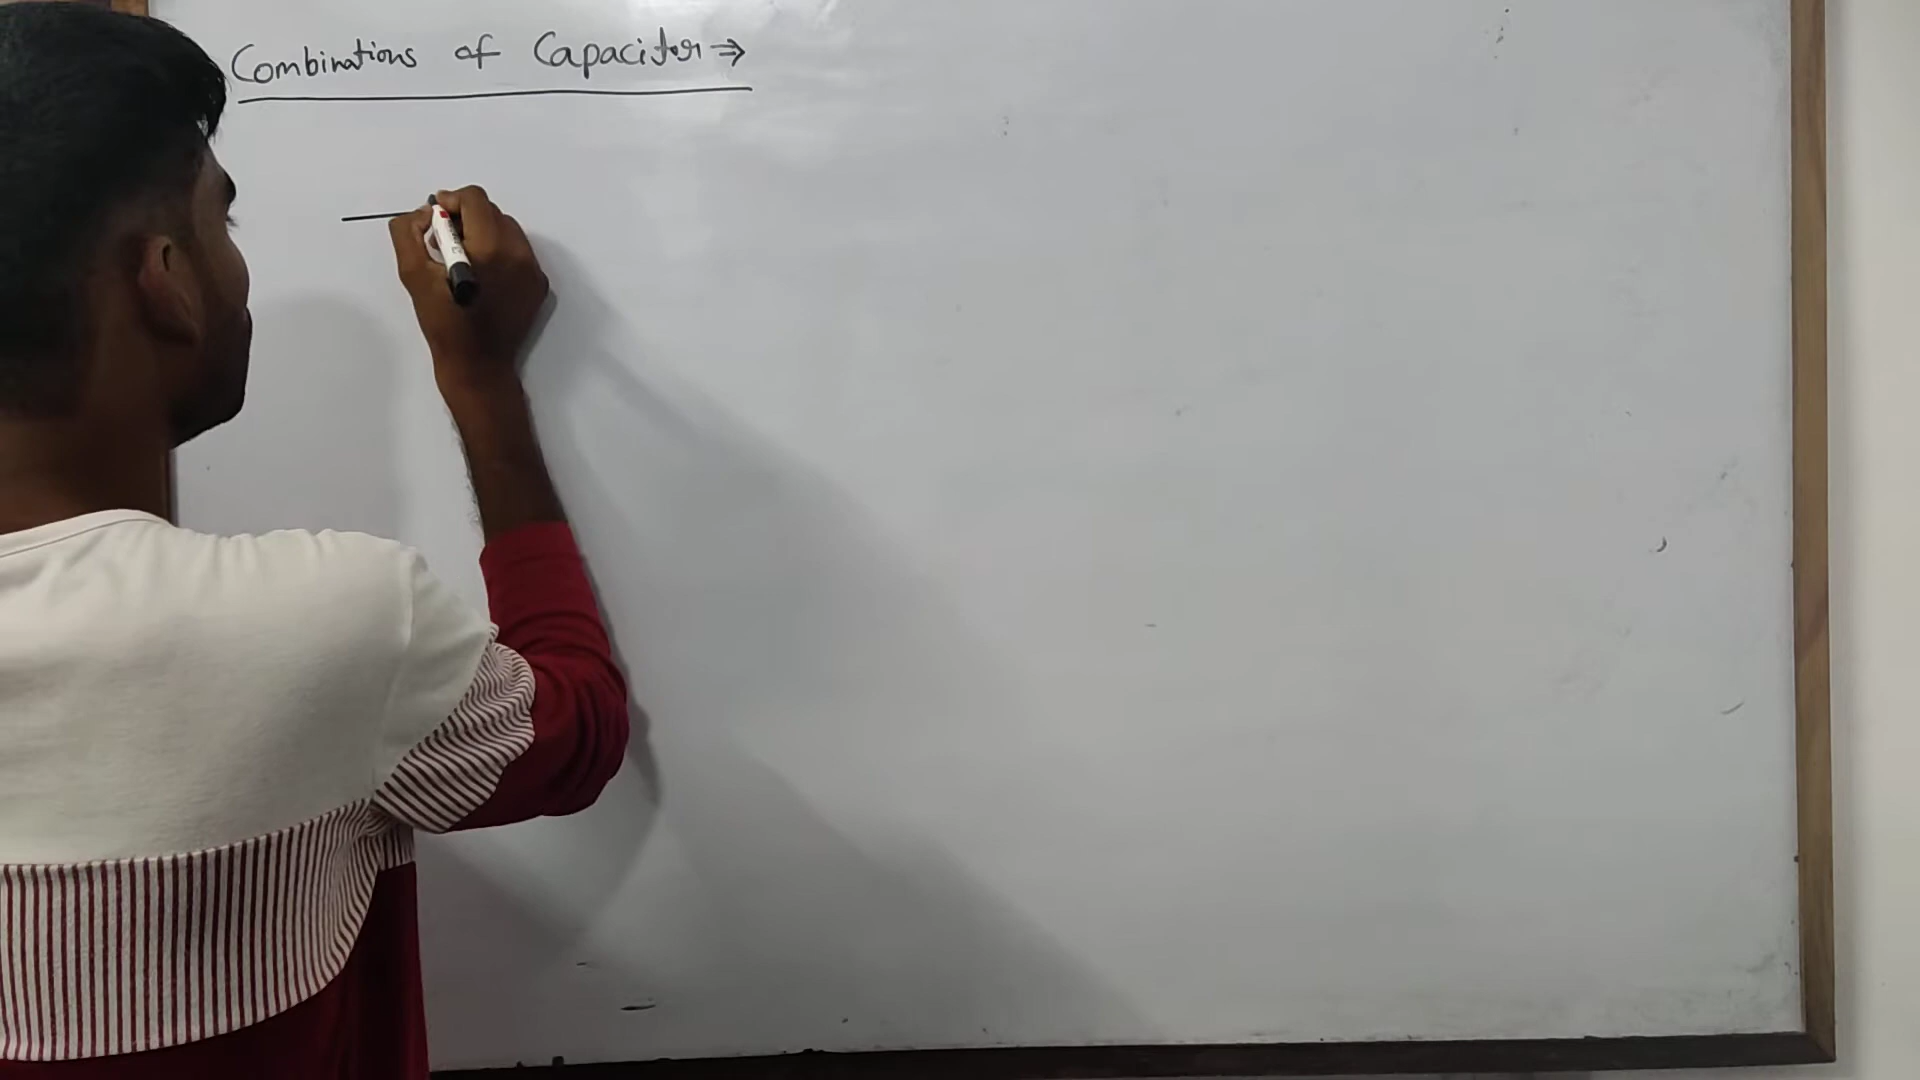 Combinations of Capacitor ⇒